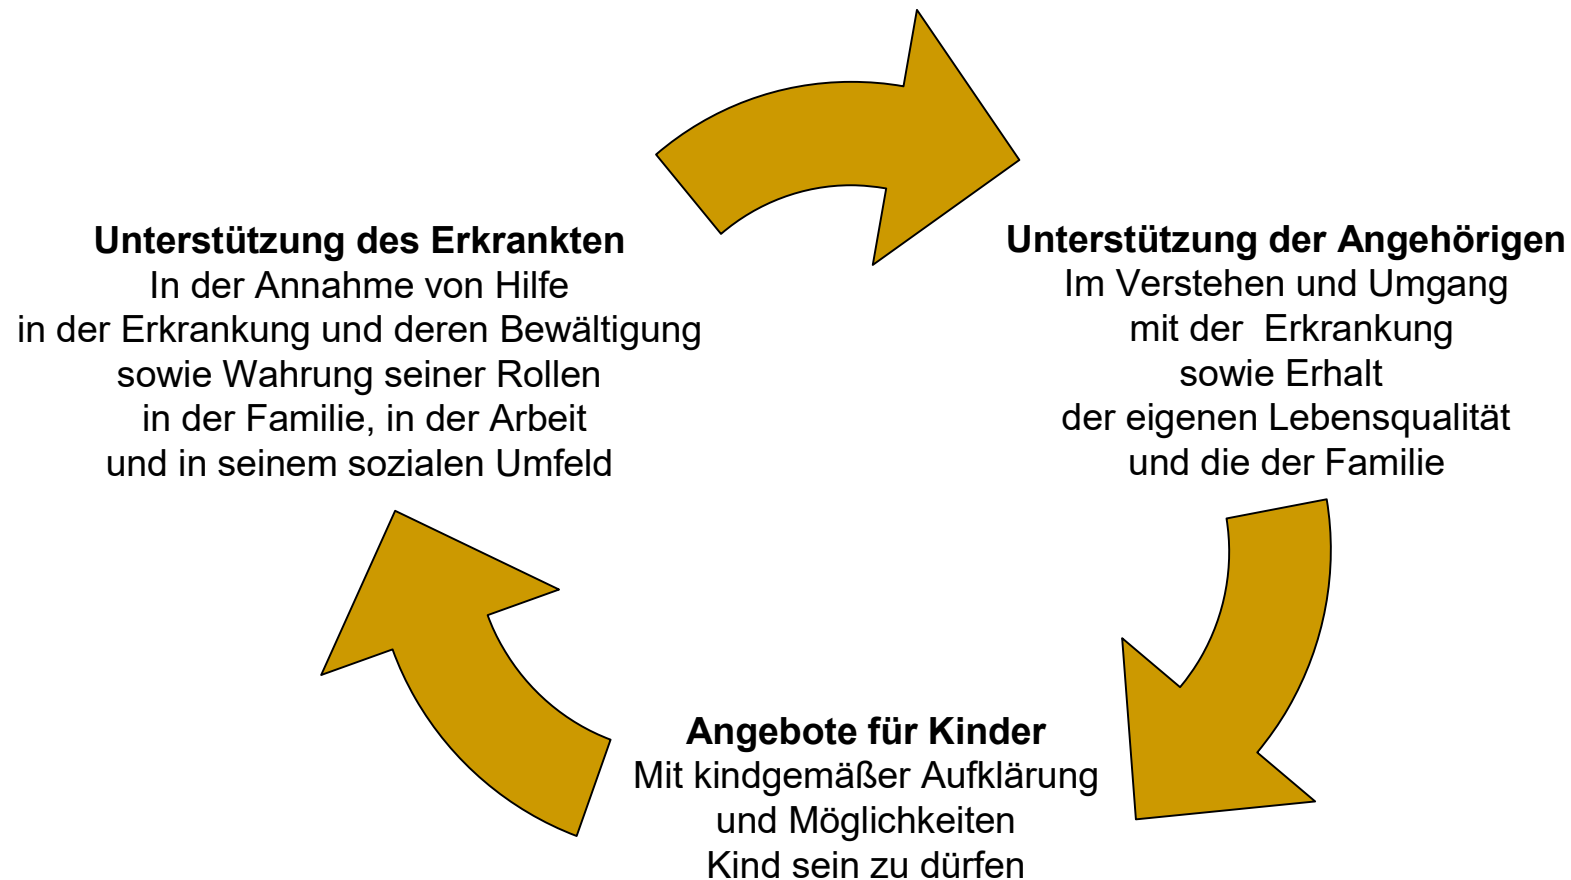 Unterstützung des Erkrankten
In der Annahme von Hilfe
in der Erkrankung und deren Bewältigung
sowie Wahrung seiner Rollen
in der Familie, in der Arbeit
und in seinem sozialen Umfeld
Unterstützung der Angehörigen
Im Verstehen und Umgang
mit der  Erkrankung
sowie Erhalt
der eigenen Lebensqualität
und die der Familie
Angebote für Kinder
Mit kindgemäßer Aufklärung
und Möglichkeiten
Kind sein zu dürfen